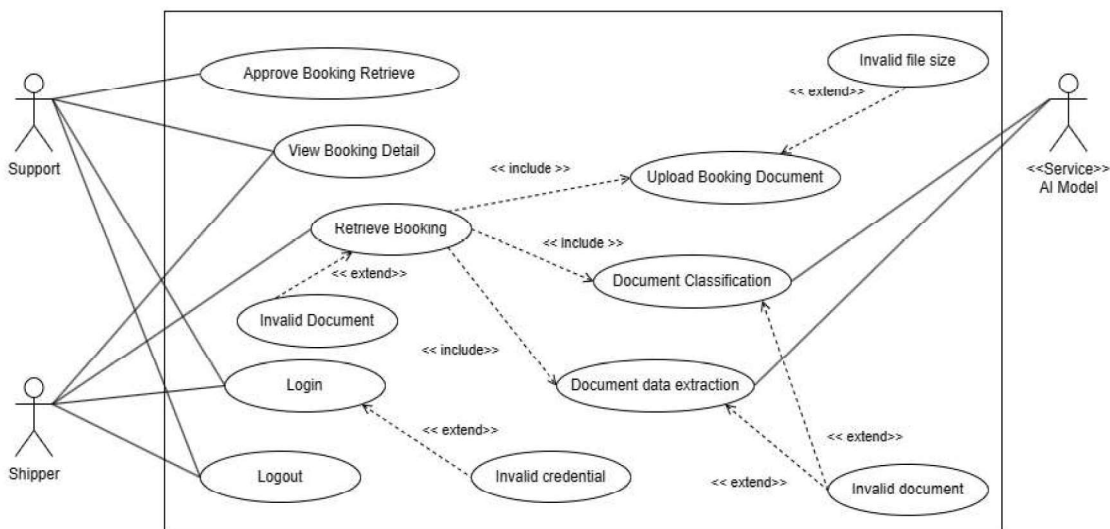 Approve Booking Retrieve
Invalid file size
<< extend>>
Support
View Booking Detail
<< include >>
Upload Booking Document
<<Service>>
AI Model
Retrieve Booking
<< Include >>
<< extend>>
Document Classification
Invalid Document
<< include>>
Login
Document data extraction
<< extend>>
<< extend>>
Shipper
Logout
Invalid credential
<< extend>>
Invalid document